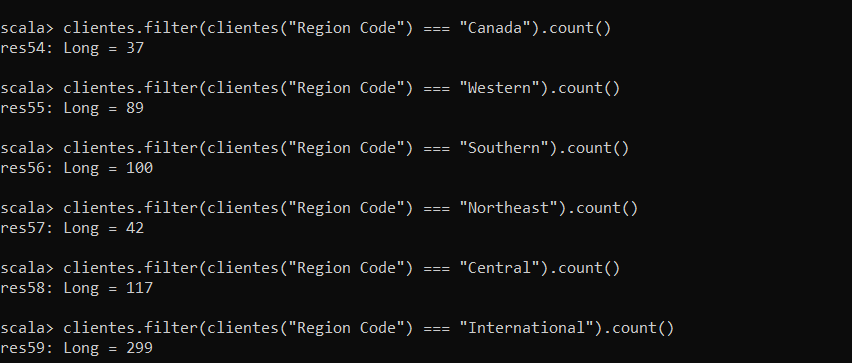 scala> clientes.filter(clientes("Region Code") === "Canada").count()
res54: Long = 37
scala> clientes.filter(clientes("Region Code") === "Western").count()
res55: Long = 89
scala> clientes.filter(clientes("Region Code") === "Southern").count()
res56: Long = 100
scala> clientes.filter(clientes("Region Code") === "Northeast").count()
res57: Long = 42
scala> clientes.filter(clientes("Region Code") === "Central").count()
res58: Long = 117
scala> clientes.filter(clientes("Region Code") === "International").count()
res59: Long = 299